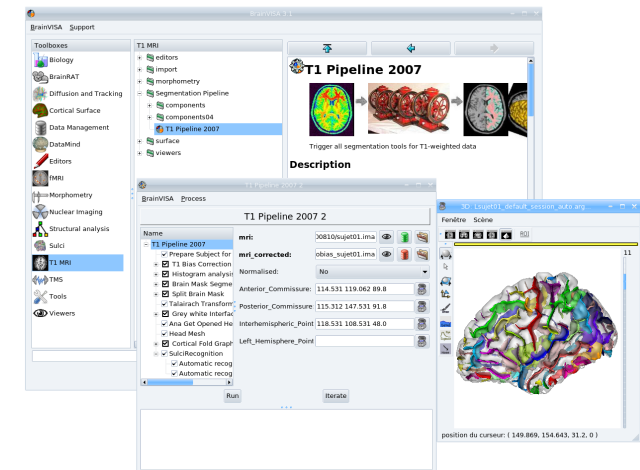 BrainVISA 3.1
BrainVISA Support
Toolboxes
Biology
BrainRAT
Diffusion and Tracking
Cortical Surface
Data Management
DataMind
Editors
fMRI
Morphometry
Nuclear Imaging
Structural analysis
Sulci
T1 MRI
TMS
Tools
Viewers
T1 MRI
editors
import
morphometry
Segmentation Pipeline
components
components04
T1 Pipeline 2007
surface
viewers
T1 Pipeline 2007
Trigger all segmentation tools for T1-weighted data
Description
T1 Pipeline 2007 2
BrainVISA Process
T1 Pipeline 2007 2
Name
T1 Pipeline 2007
Prepare Subject for
T1 Bias Correction
Histogram analysis
Brain Mask Segme
Split Brain Mask
Talairach Transform
Grey white Interfac
Ana Get Opened He
Head Mesh
Cortical Fold Graph
SulciRecognition
Automatic recog
Automatic recog
mri: 00810/sujet01.ima
mri_corrected: obias_sujet01.ima
Normalised: No
Anterior_Commissure: 114.531 119.062 89.8
Posterior_Commissure: 115.312 147.531 91.8
Interhemispheric_Point: 118.531 108.531 48.0
Left_Hemisphere_Point:
Run Iterate
3D: Lsujet01_default_session_auto.arg...
Fenêtre Scène
ROI
11
position du curseur: ( 149.869, 154.643, 31.2, 0 )